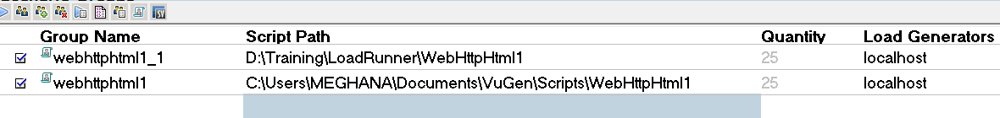 Group Name Script Path Quantity Load Generators
webhttphtml1_1 D:\Training\LoadRunner\WebHttpHtml1 25 localhost
webhttphtml1 C:\Users\MEGHANA\Documents\VuGen\Scripts\WebHttpHtml1 25 localhost